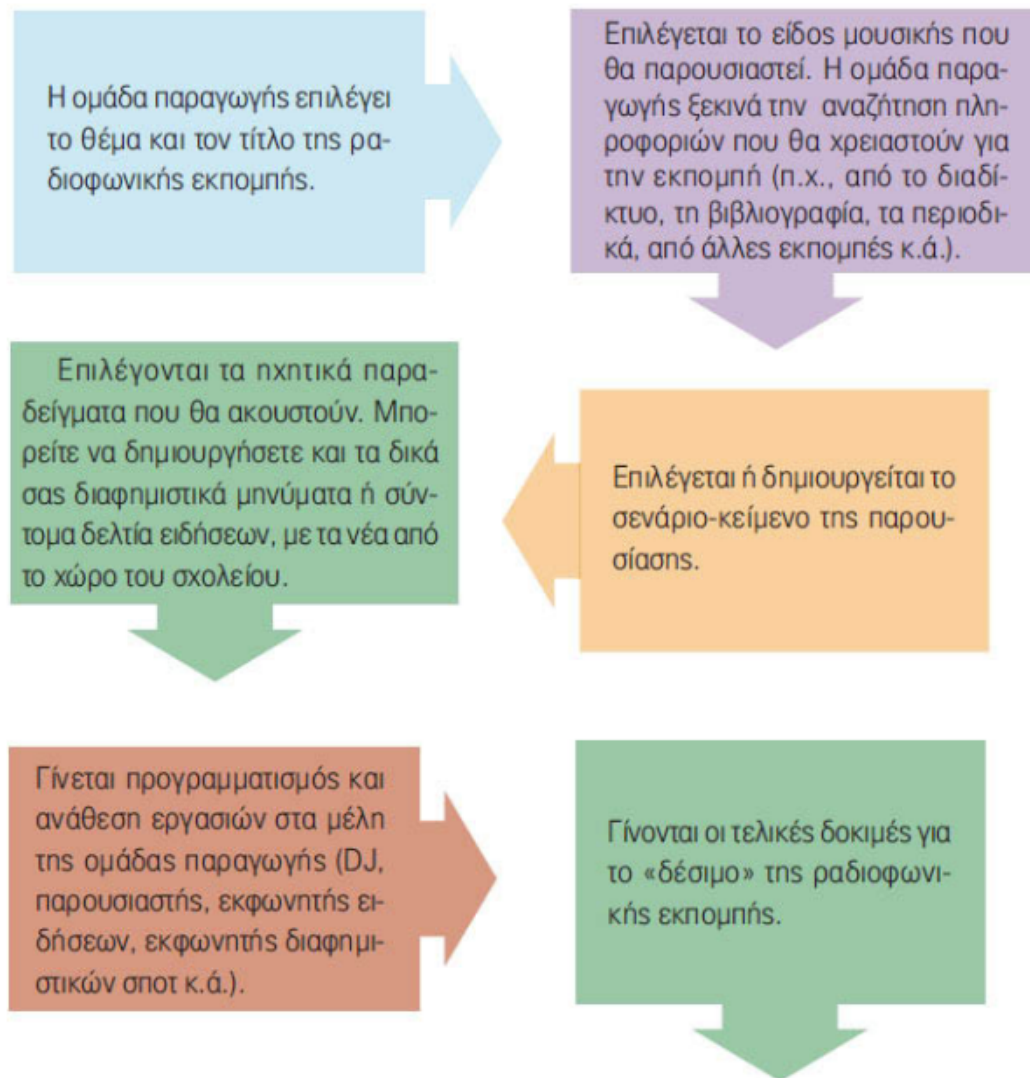 Η ομάδα παραγωγής επιλέγει
το θέμα και τον τίτλο της ρα-
διοφωνικής εκπομπής.
Επιλέγεται το είδος μουσικής που
θα παρουσιαστεί. Η ομάδα παρα-
γωγής ξεκινά την αναζήτηση πλη-
ροφοριών που θα χρειαστούν για
την εκπομπή (π.χ., από το διαδί-
κτυο, τη βιβλιογραφία, τα περιοδι-
κά, από άλλες εκπομπές κ.ά.).
Επιλέγεται ή δημιουργείται το
σενάριο-κείμενο της παρου-
σίασης.
Επιλέγονται τα ηχητικά παρα-
δείγματα που θα ακουστούν. Μπο-
ρείτε να δημιουργήσετε και τα δικά
σας διαφημιστικά μηνύματα ή σύν-
τομα δελτία ειδήσεων, με τα νέα από
το χώρο του σχολείου.
Γίνεται προγραμματισμός και
ανάθεση εργασιών στα μέλη
της ομάδας παραγωγής (DJ,
παρουσιαστής, εκφωνητής ει-
δήσεων, εκφωνητής διαφημι-
στικών σποτ κ.ά.).
Γίνονται οι τελικές δοκιμές για
το «δέσιμο» της ραδιοφωνι-
κής εκπομπής.